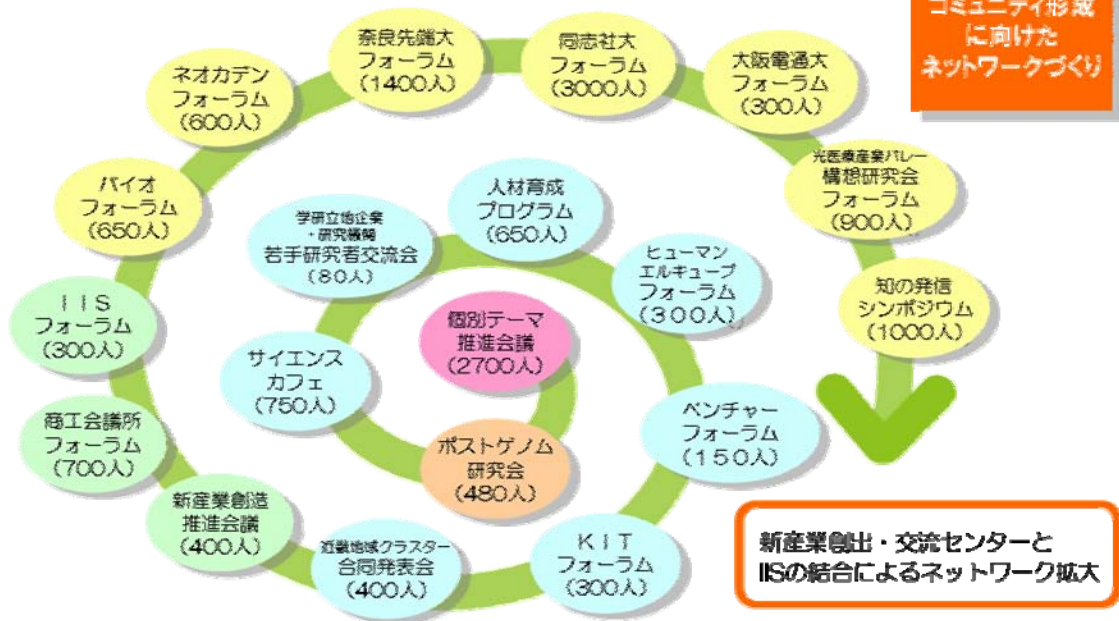 コミュニティ形成
に向けた
ネットワークづくり
奈良先端大
フォーラム
(1400人)
同志社大
フォーラム
(3000人)
大阪電通大
フォーラム
(300人)
ネオカデン
フォーラム
(600人)
光医療産業バレー
構想研究会
フォーラム
(900人)
バイオ
フォーラム
(650人)
学研立地企業
・研究機関
若手研究者交流会
(80人)
人材育成
プログラム
(650人)
ヒューマン
エルキューブ
フォーラム
(300人)
知の発信
シンポジウム
(1000人)
IIS
フォーラム
(300人)
個別テーマ
推進会議
(2700人)
サイエンス
カフェ
(750人)
ベンチャー
フォーラム
(150人)
商工会議所
フォーラム
(700人)
ポストゲノム
研究会
(480人)
新産業創造
推進会議
(400人)
近畿地域クラスター
合同発表会
(400人)
KIT
フォーラム
(300人)
新産業創出・交流センターと
IISの結合によるネットワーク拡大